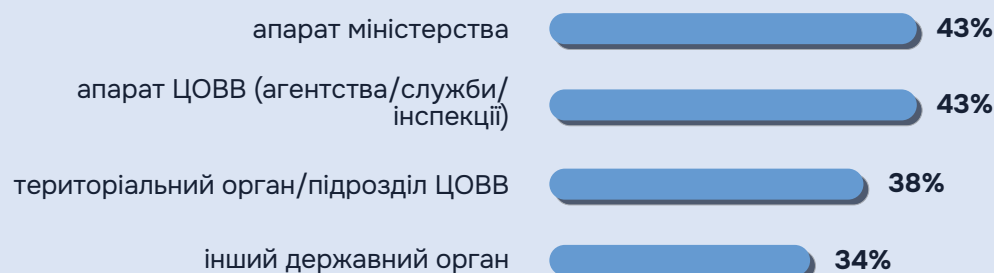 апарат міністерства 43%
апарат ЦОВВ (агентства/служби/
інспекції) 43%
територіальний орган/підрозділ ЦОВВ 38%
інший державний орган 34%